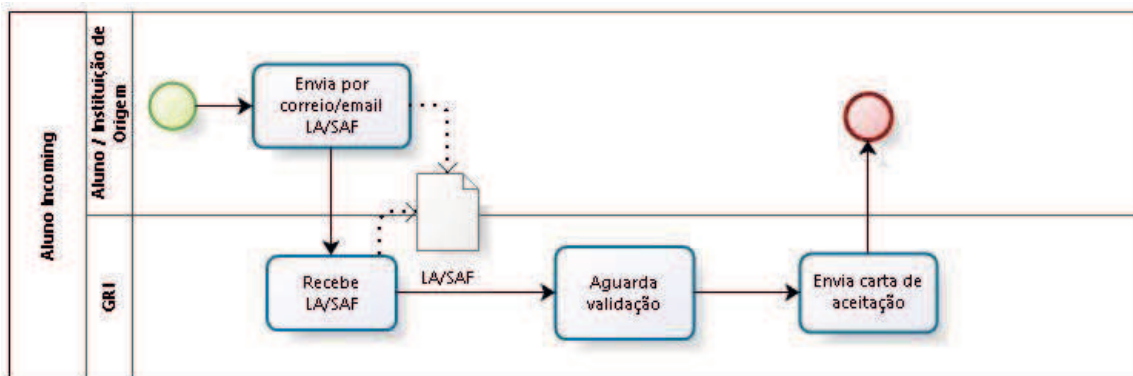 Aluno Incoming
Aluno / Instituição de
Origem
Envia por
correio/email
LA/SAF
GRI
Recebe
LA/SAF
LA/SAF
Aguarda
validação
Envia carta de
aceitação